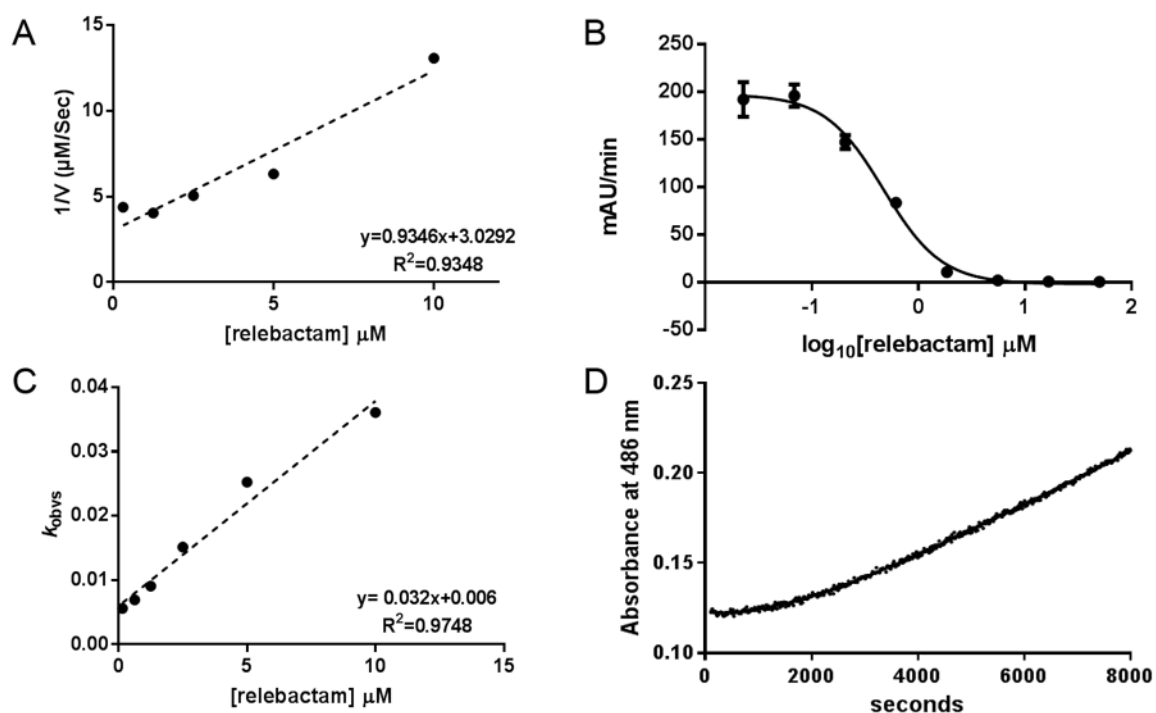 A
15
10
5
0
1/V (µM/Sec)
y=0.9346x+3.0292
R²=0.9348
0
5
10
[relebactam] µM
B
250
200
150
100
50
0
-50
mAU/min
-1
0
1
2
log₁₀[relebactam] µM
C
0.04
0.03
0.02
0.01
0.00
kobvs
y= 0.032x+0.006
R²=0.9748
0
5
10
15
[relebactam] µM
D
0.25
0.20
0.15
0.10
Absorbance at 486 nm
0
2000
4000
6000
8000
seconds